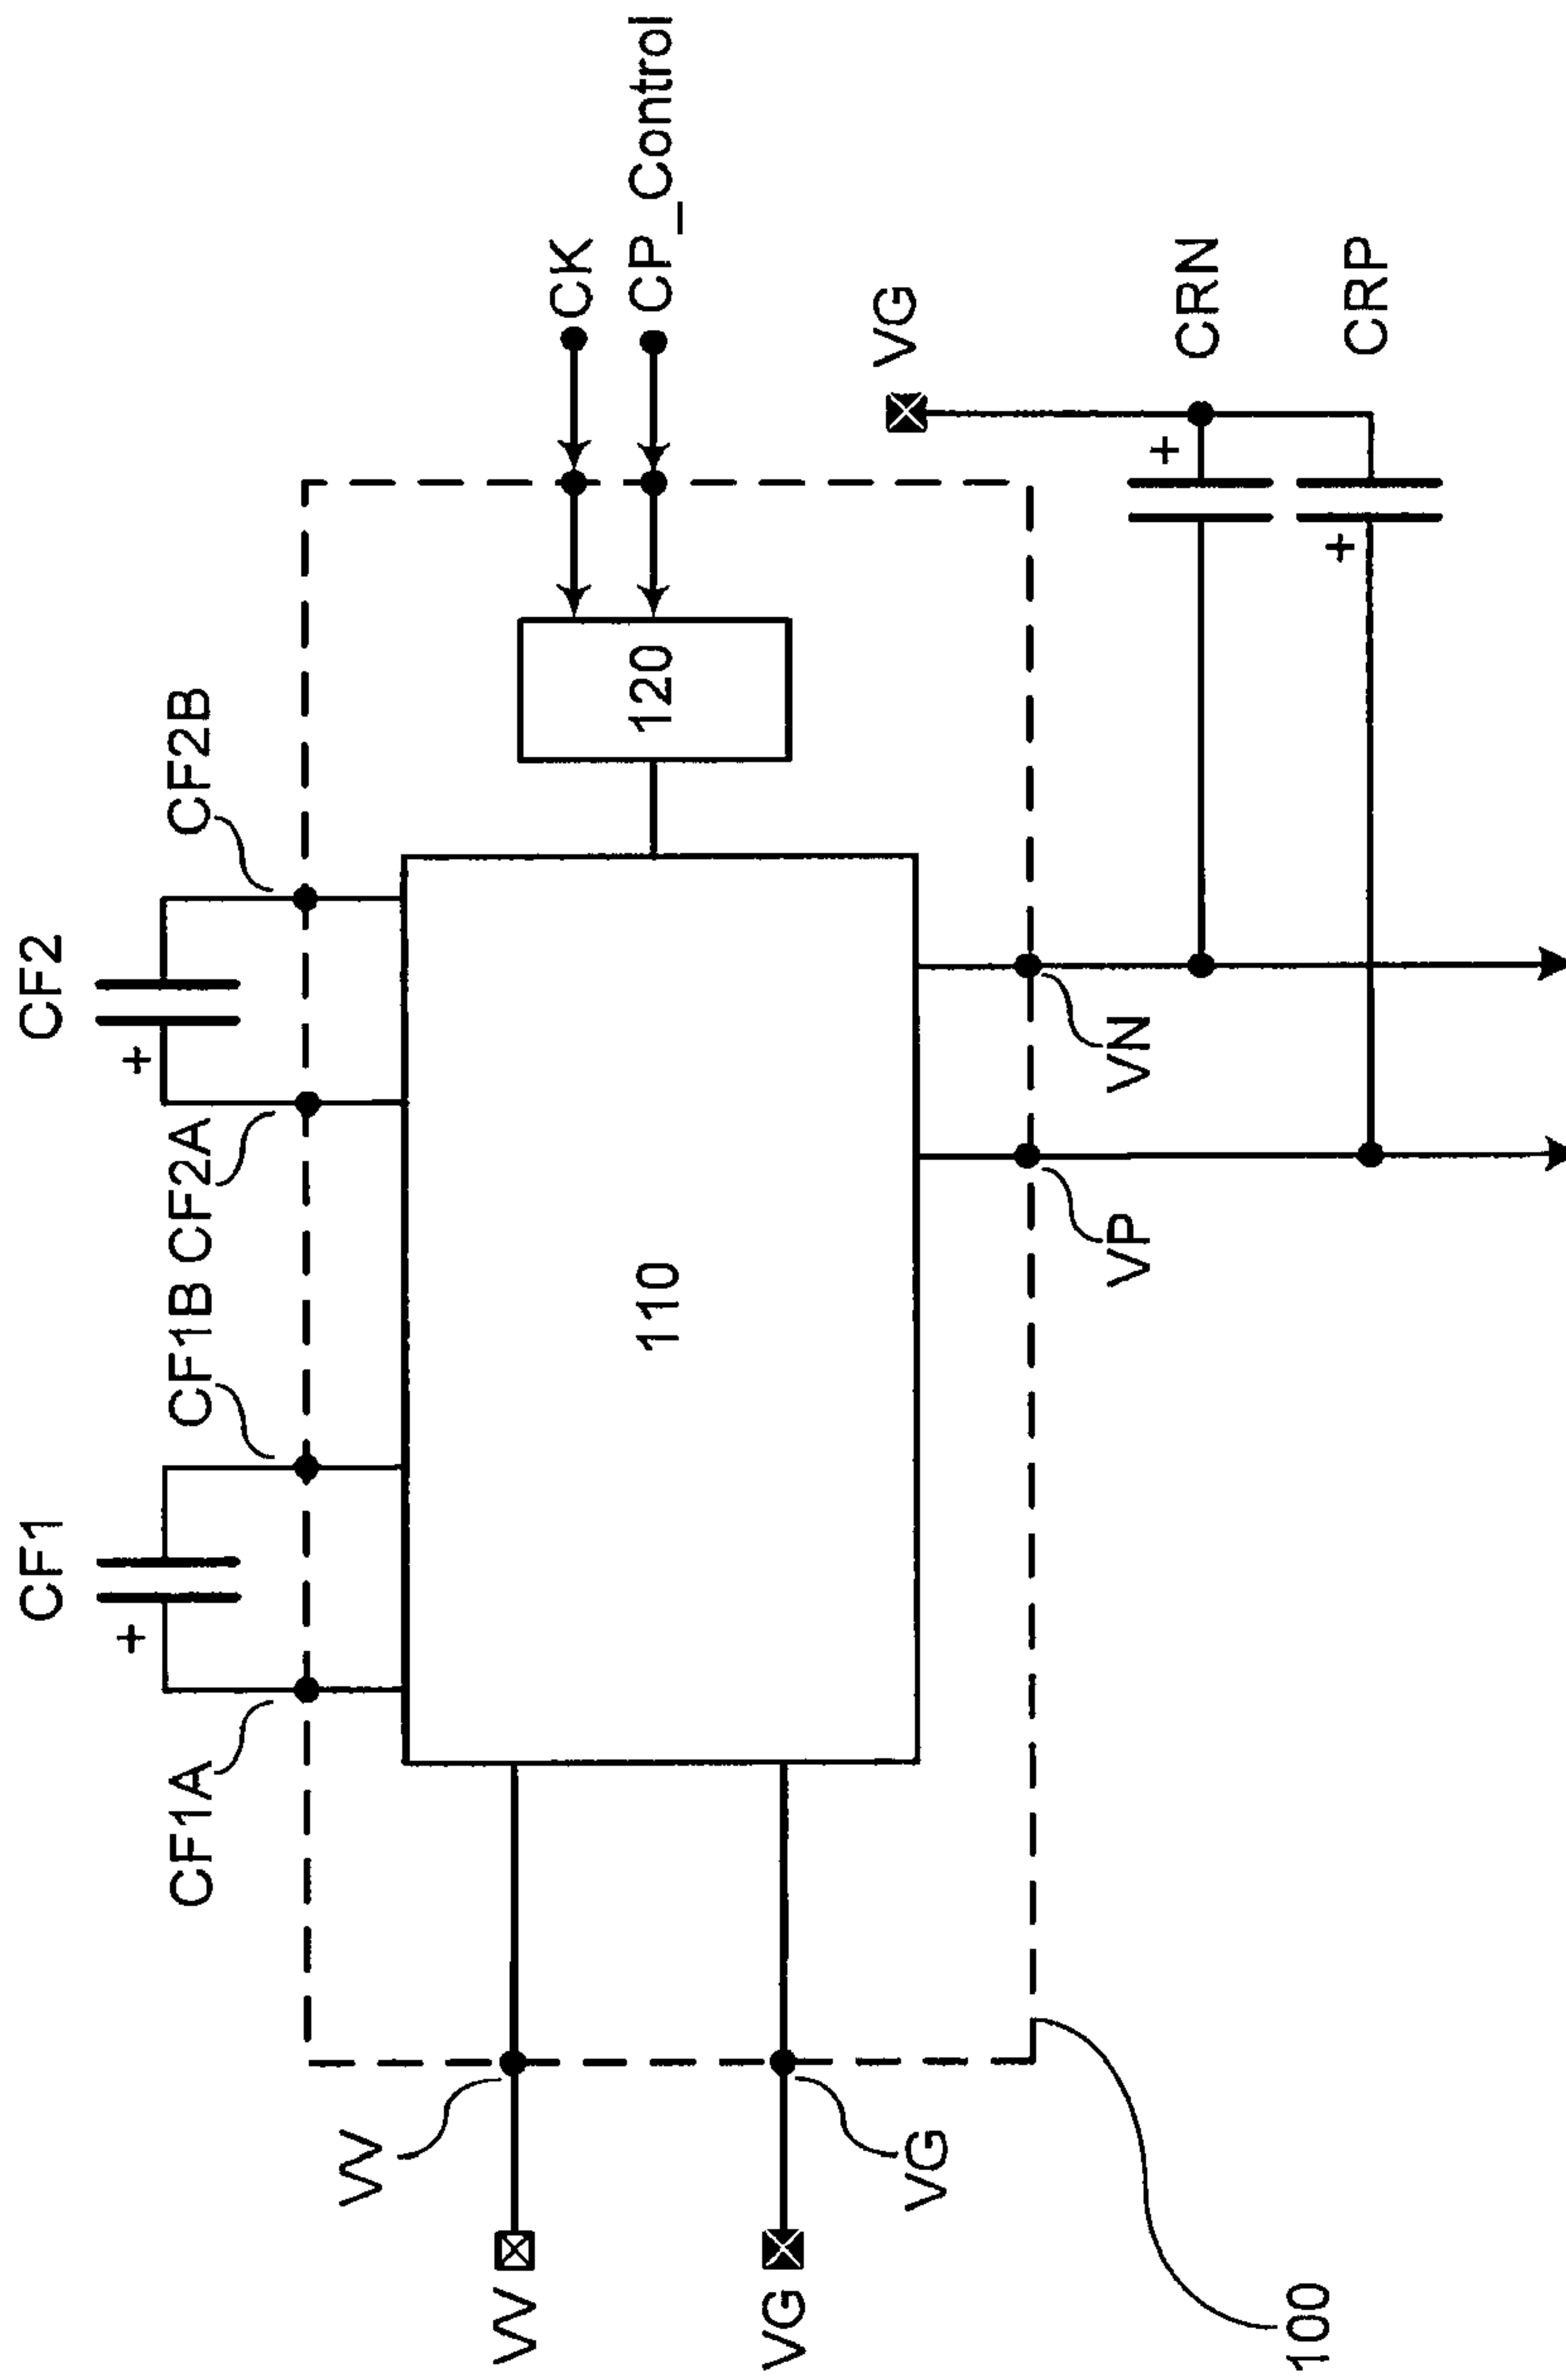 CF1
CF2
CF1A
CF1B
CF2A
CF2B
VV
VV
CK
110
120
CP_Control
VG
VG
VG
VP
VN
CRN
100
CRP